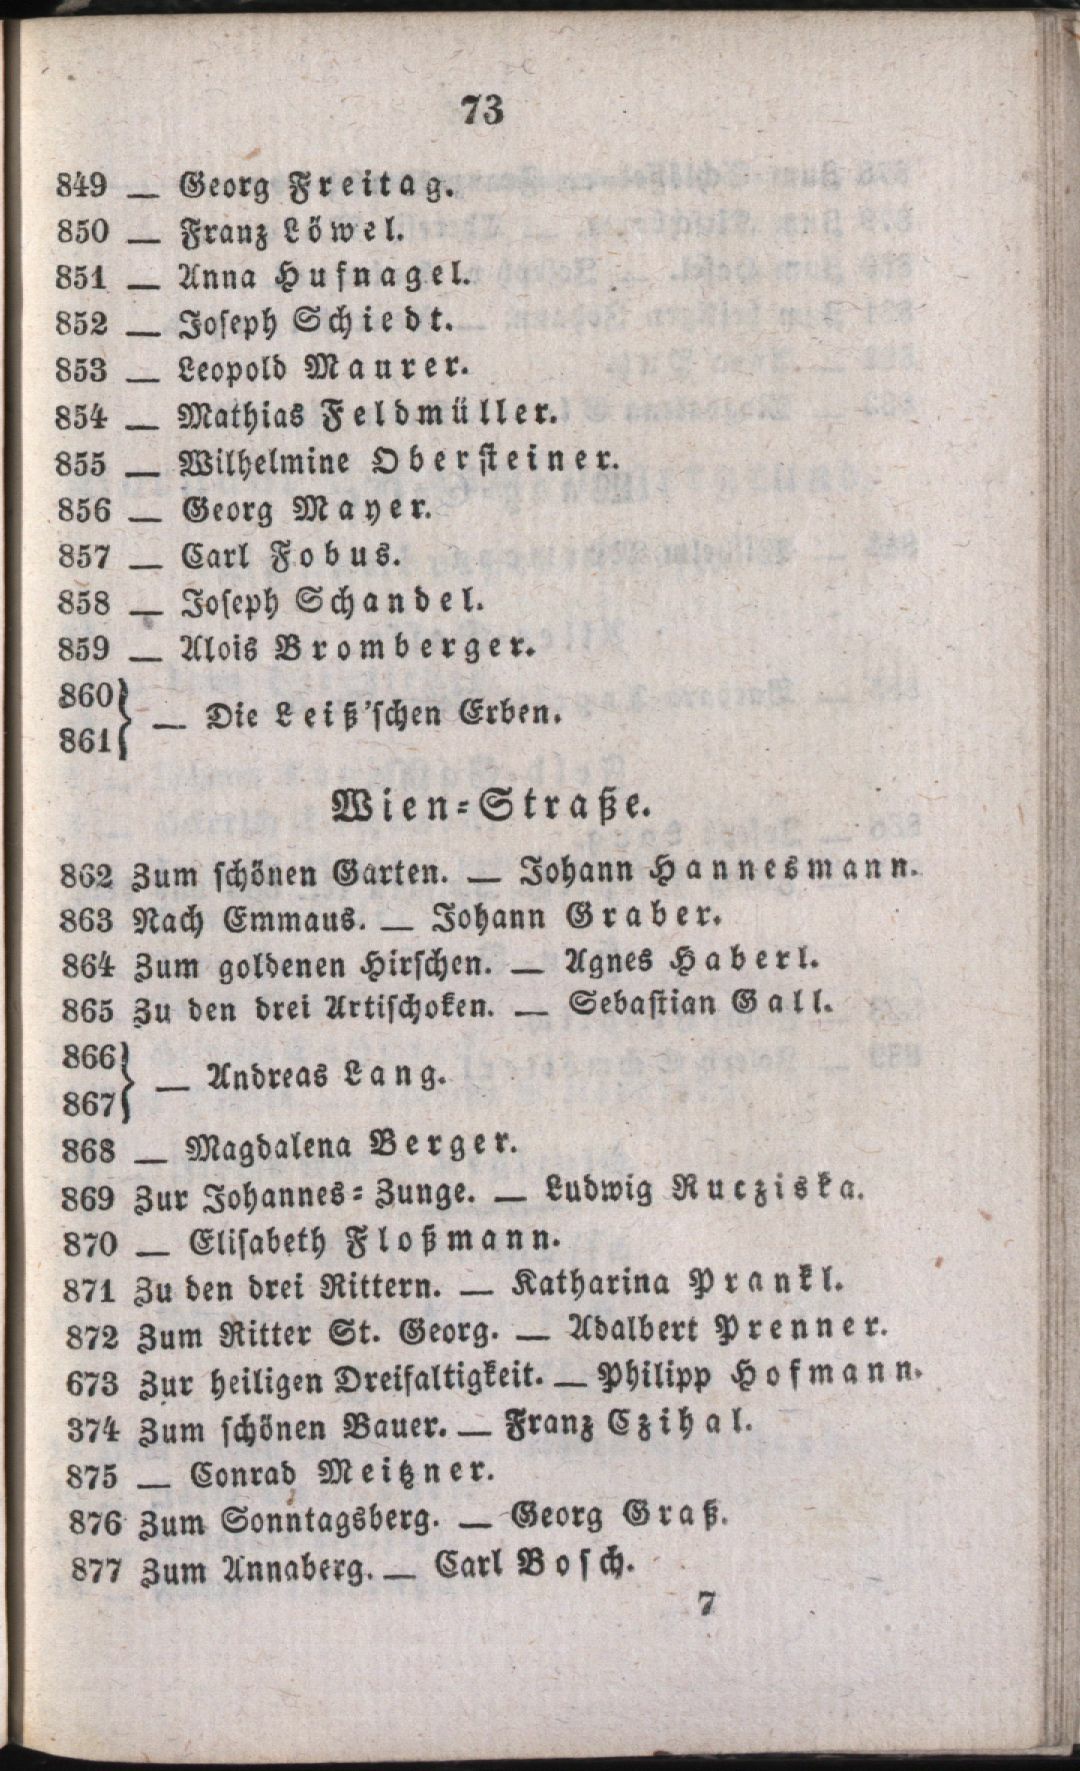 73
849 — Georg Freitag.
850 — Franz Löwel.
851 — Anna Hufnagel.
852 — Joseph Schiedt.
853 — Leopold Maurer.
854 — Mathias Feldmüller.
855 — Wilhelmine Obersteiner.
856 — Georg Mayer.
857 — Carl Fobus.
858 — Joseph Schandel.
859 — Alois Bromberger.
860
861} — Die Leiß'schen Erben.
Wien-Straße.
862 Zum schönen Garten. — Johann Hannesmann.
863 Nach Emmaus. — Johann Graber.
864 Zum goldenen Hirschen. — Agnes Haberl.
865 Zu den drei Artischoken. — Sebastian Gall.
866
867} — Andreas Lang.
868 — Magdalena Berger.
869 Zur Johannes-Zunge. — Ludwig Rucziska.
870 — Elisabeth Floßmann.
871 Zu den drei Rittern. — Katharina Prankl.
872 Zum Ritter St. Georg. — Adalbert Prenner.
673 Zur heiligen Dreifaltigkeit. — Philipp Hofmann.
374 Zum schönen Bauer. — Franz Czihal.
875 — Conrad Meitzner.
876 Zum Sonntagsberg. — Georg Graß.
877 Zum Annaberg. — Carl Bosch.
7